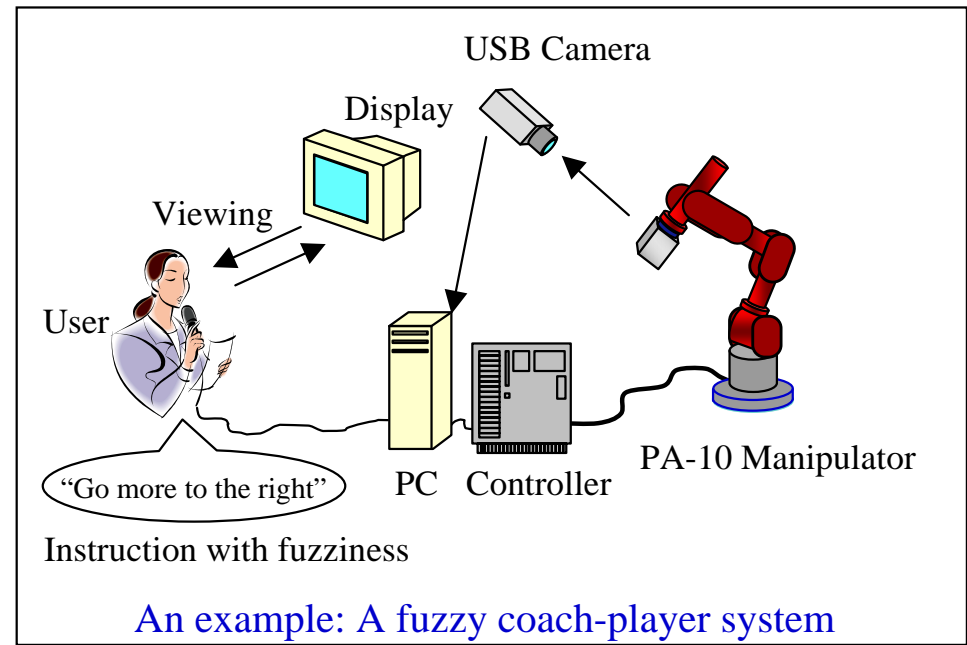 USB Camera
Display
Viewing
User
PA-10 Manipulator
PC
Controller
“Go more to the right”
Instruction with fuzziness
An example: A fuzzy coach-player system